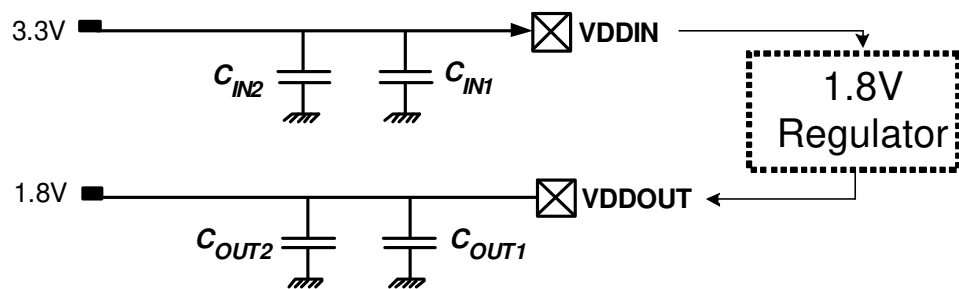 3.3V
VDDIN
C_IN2
C_IN1
1.8V
Regulator
1.8V
VDDOUT
C_OUT2
C_OUT1